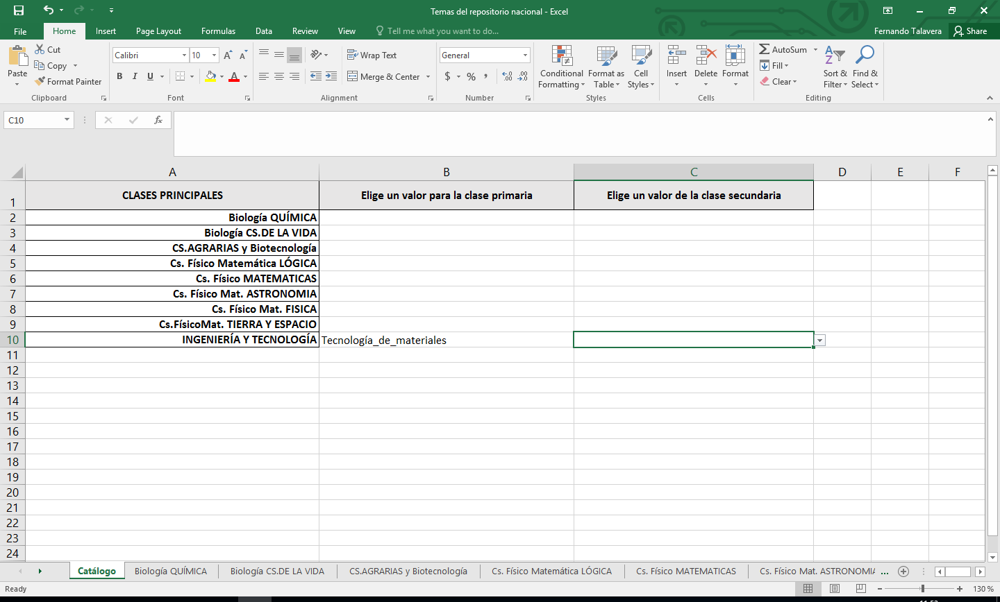 Temas del repositorio nacional - Excel
File Home Insert Page Layout Formulas Data Review View Tell me what you want to do... Fernando Talavera Share
Paste Cut Copy Format Painter Clipboard
Calibri 10 A A B I U A Font
Wrap Text Merge & Center Alignment
General $ % , .0 .00 Number
Conditional Formatting Format as Table Cell Styles Styles
Insert Delete Format Cells
AutoSum Fill Clear Sort & Filter Find & Select Editing
C10 fx
A B C D E F
1 CLASES PRINCIPALES Elige un valor para la clase primaria Elige un valor de la clase secundaria
2 Biología QUÍMICA
3 Biología CS.DE LA VIDA
4 CS.AGRARIAS y Biotecnología
5 Cs. Físico Matemática LÓGICA
6 Cs. Físico MATEMATICAS
7 Cs. Físico Mat. ASTRONOMIA
8 Cs. Físico Mat. FISICA
9 Cs.FísicoMat. TIERRA Y ESPACIO
10 INGENIERÍA Y TECNOLOGÍA Tecnología_de_materiales
11
12
13
14
15
16
17
18
19
20
21
22
23
24
Catálogo Biología QUÍMICA Biología CS.DE LA VIDA CS.AGRARIAS y Biotecnología Cs. Físico Matemática LÓGICA Cs. Físico MATEMATICAS Cs. Físico Mat. ASTRONOMIA ...
Ready 130 %